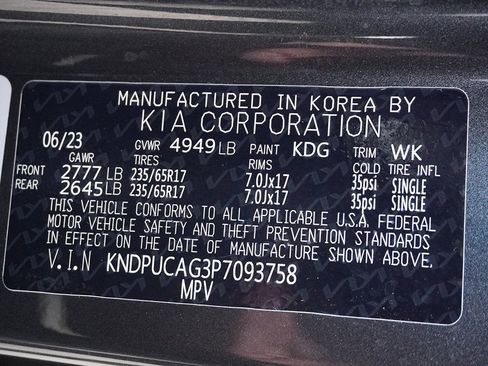 MANUFACTURED IN KOREA BY
KIA CORPORATION
06/23 GVWR 4949 LB PAINT KDG TRIM WK
GAWR TIRES RIMS COLD TIRE INFL
FRONT 2777 LB 235/65R17 7.0Jx17 35psi SINGLE
REAR 2645 LB 235/65R17 7.0Jx17 35psi SINGLE
THIS VEHICLE CONFORMS TO ALL APPLICABLE U.S.A. FEDERAL
MOTOR VEHICLE SAFETY AND THEFT PREVENTION STANDARDS
IN EFFECT ON THE DATE OF MANUFACTURE SHOWN ABOVE.
V.I.N KNDPUCAG3P7093758
MPV